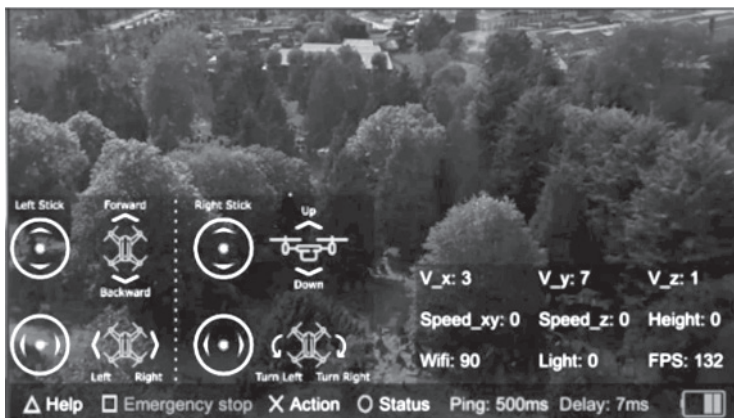 Left Stick
Forward
Backward
Left Right
Right Stick
Up
Down
Turn Left Turn Right
V_x: 3 V_y: 7 V_z: 1
Speed_xy: 0 Speed_z: 0 Height: 0
Wifi: 90 Light: 0 FPS: 132
Help Emergency stop Action Status Ping: 500ms Delay: 7ms